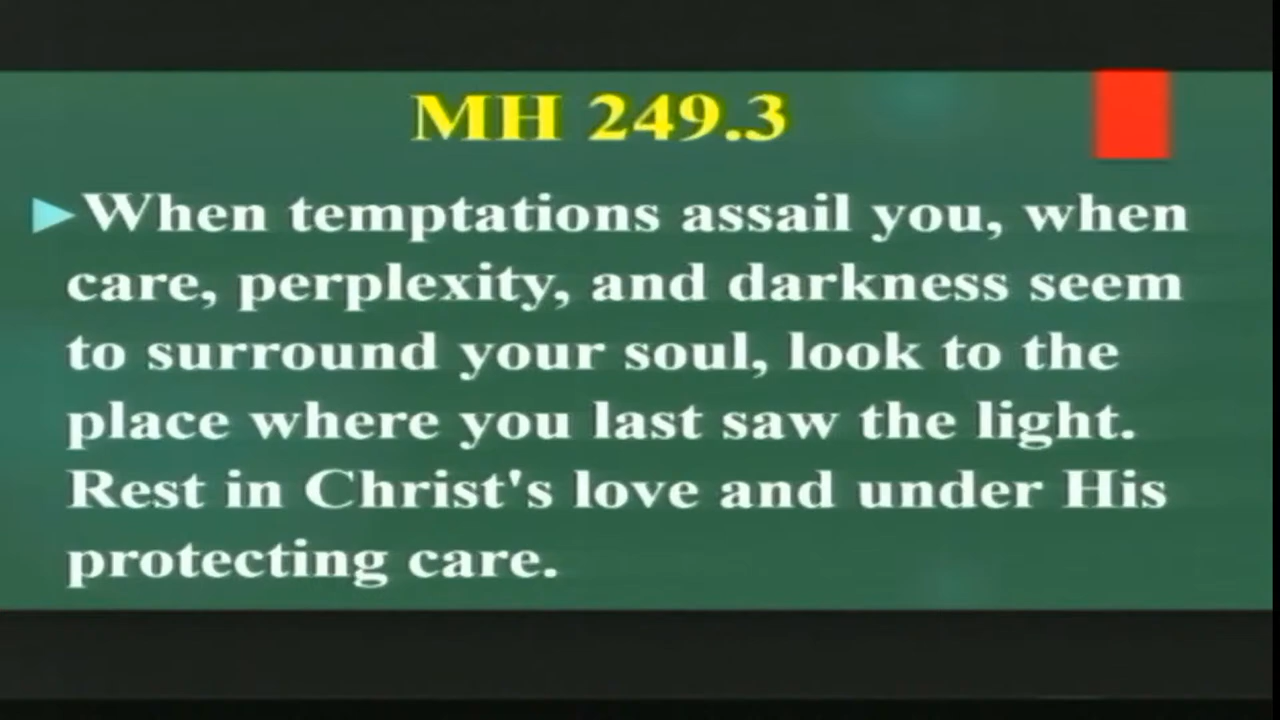 MH 249.3
When temptations assail you, when
care, perplexity, and darkness seem
to surround your soul, look to the
place where you last saw the light.
Rest in Christ's love and under His
protecting care.